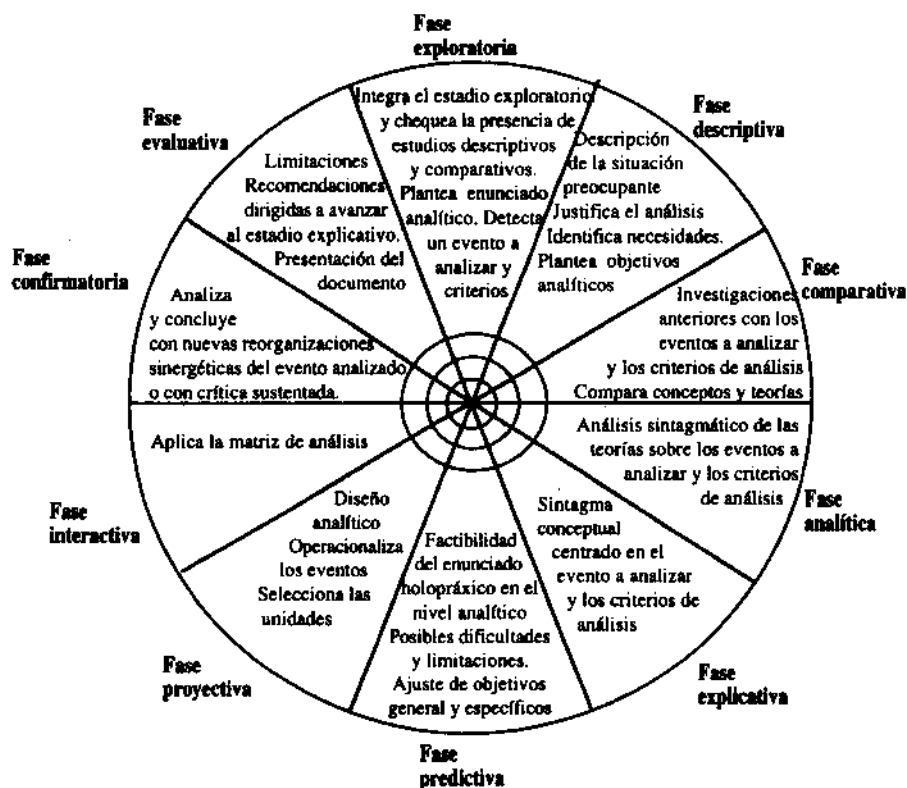 Fase
exploratoria
Integra el estadio exploratorio
y chequea la presencia de
estudios descriptivos
y comparativos.
Plantea enunciado
analítico. Detecta
un evento a
analizar y
criterios
Fase
descriptiva
Descripción
de la situación
preocupante
Justifica el análisis
Identifica necesidades.
Plantea objetivos
analíticos
Fase
comparativa
Investigaciones
anteriores con los
eventos a analizar
y los criterios de análisis
Compara conceptos y teorías
Fase
analítica
Análisis sintagmático de las
teorías sobre los eventos a
analizar y los criterios
de análisis
Fase
explicativa
Sintagma
conceptual
centrado en el
evento a analizar
y los criterios de
análisis
Fase
predictiva
Factibilidad
del enunciado
holopráxico en el
nivel analítico
Posibles dificultades
y limitaciones.
Ajuste de objetivos
general y específicos
Fase
proyectiva
Diseño
analítico
Operacionaliza
los eventos
Selecciona las
unidades
Fase
interactiva
Aplica la matriz de análisis
Fase
confirmatoria
Analiza
y concluye
con nuevas reorganizaciones
sinergéticas del evento analizado
o con crítica sustentada.
Fase
evaluativa
Limitaciones
Recomendaciones
dirigidas a avanzar
al estadio explicativo.
Presentación del
documento